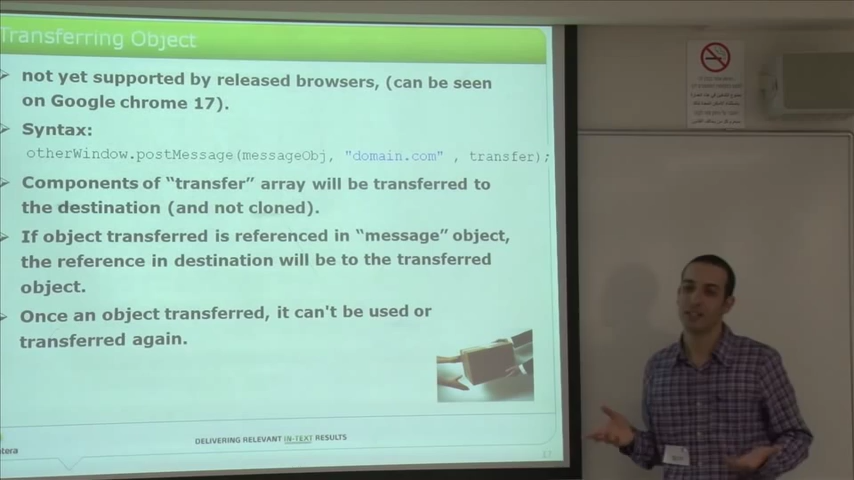 Transferring Object
not yet supported by released browsers, (can be seen
on Google chrome 17).
Syntax:
otherWindow.postMessage(messageObj, "domain.com" , transfer);
Components of “transfer” array will be transferred to
the destination (and not cloned).
If object transferred is referenced in “message” object,
the reference in destination will be to the transferred
object.
Once an object transferred, it can't be used or
transferred again.
DELIVERING RELEVANT IN-TEXT RESULTS